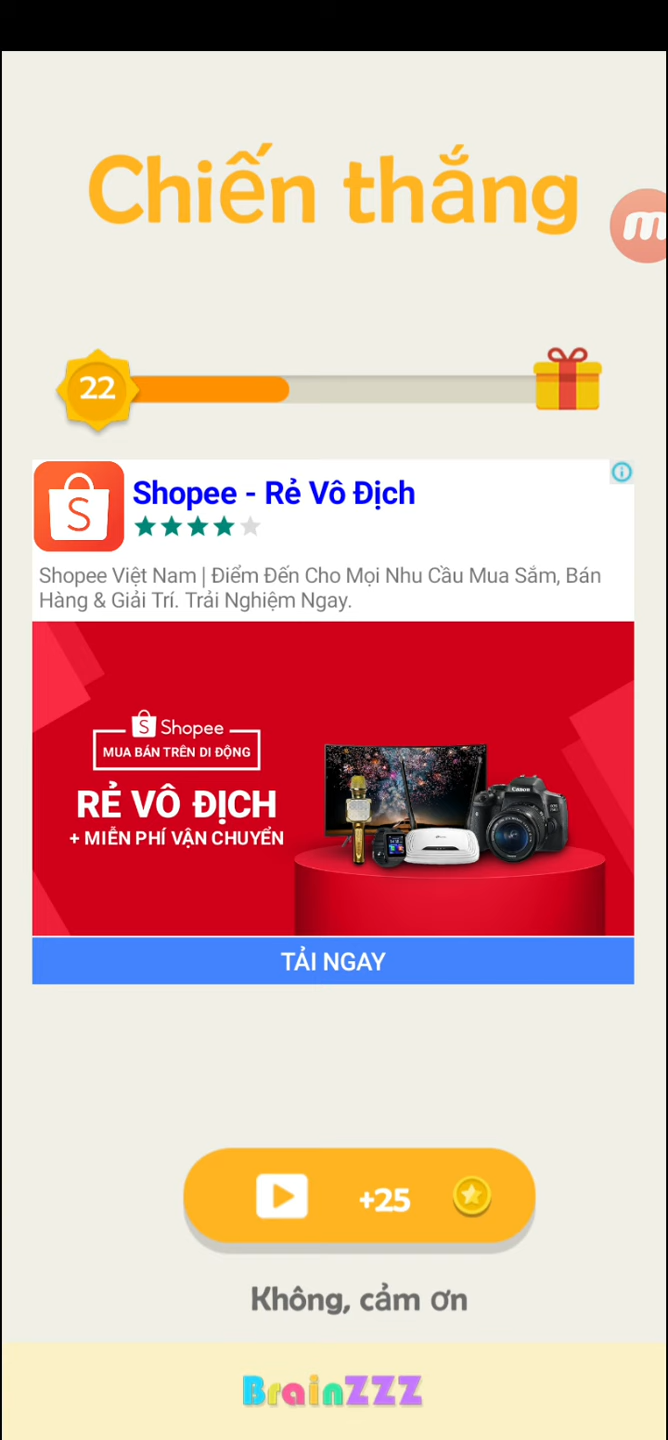 Chiến thắng
m
22
Shopee - Rẻ Vô Địch
Shopee Việt Nam | Điểm Đến Cho Mọi Nhu Cầu Mua Sắm, Bán
Hàng & Giải Trí. Trải Nghiệm Ngay.
S Shopee
MUA BÁN TRÊN DI ĐỘNG
RẺ VÔ ĐỊCH
+ MIỄN PHÍ VẬN CHUYỂN
Canon
TẢI NGAY
+25
Không, cảm ơn
BrainZZZ